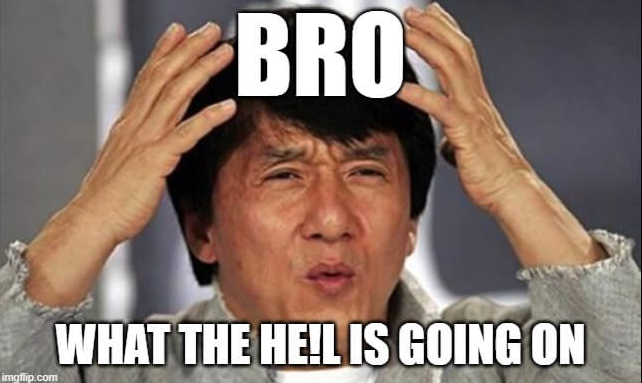 BRO
WHAT THE HE!L IS GOING ON
imgflip.com